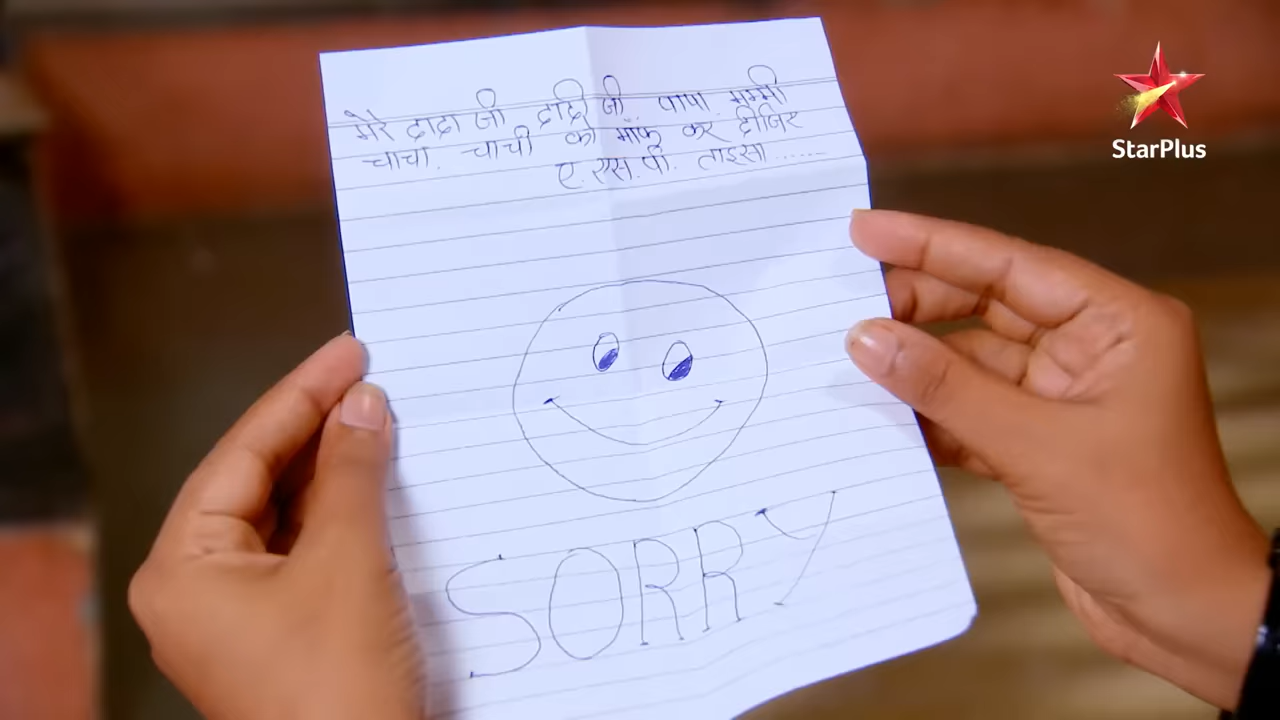 मेरे दादा जी दादी जी पापा मम्मी
चाचा चाची को माँफ कर दीजिए
ए.एस.पी. ताइसा......
SORRY
StarPlus